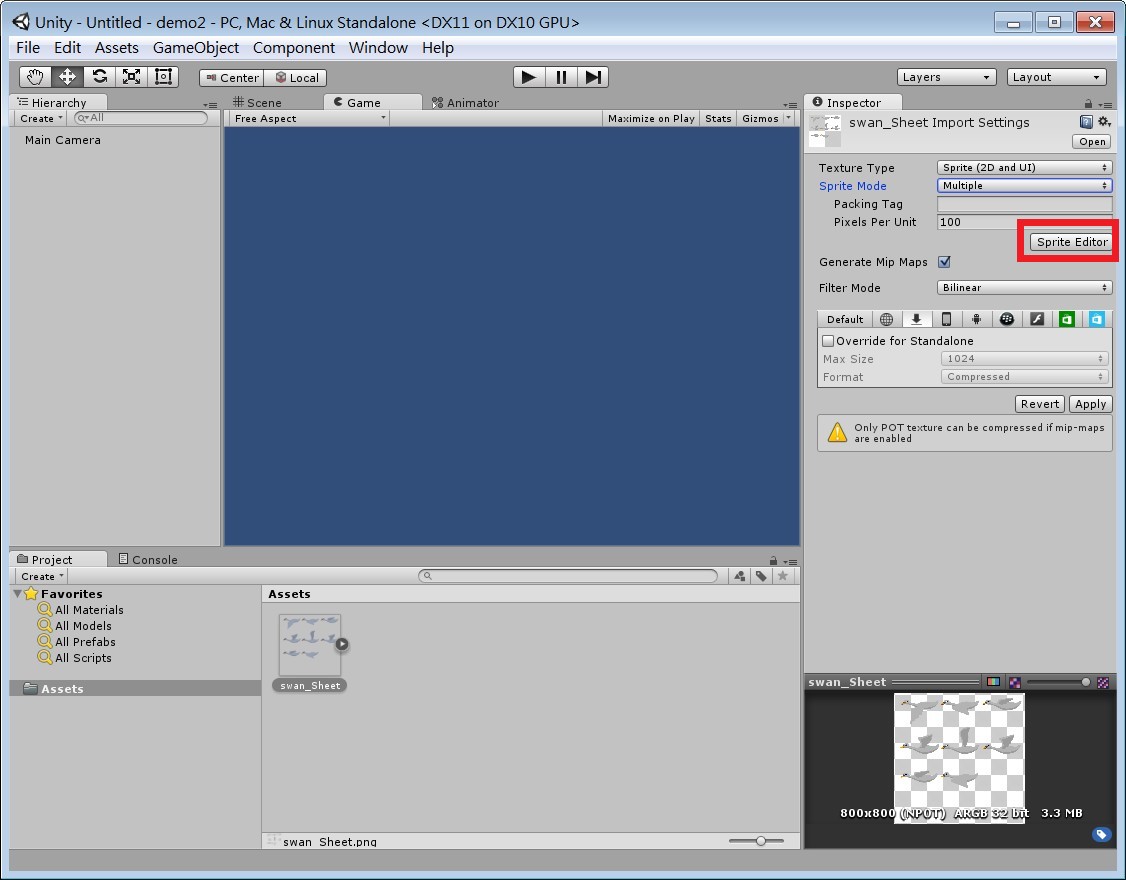 Unity - Untitled - demo2 - PC, Mac & Linux Standalone <DX11 on DX10 GPU>
File Edit Assets GameObject Component Window Help
Center Local
Layers Layout
Hierarchy
Create All
Main Camera
Scene Game Animator
Free Aspect Maximize on Play Stats Gizmos
Inspector
swan_Sheet Import Settings
Open
Texture Type Sprite (2D and UI)
Sprite Mode Multiple
Packing Tag
Pixels Per Unit 100
Sprite Editor
Generate Mip Maps
Filter Mode Bilinear
Default
Override for Standalone
Max Size 1024
Format Compressed
Revert Apply
Only POT texture can be compressed if mip-maps
are enabled
Project Console
Create
Favorites
All Materials
All Models
All Prefabs
All Scripts
Assets
Assets
swan_Sheet
swan_Sheet.png
swan_Sheet
800x800 (NPOT) ARGB 32 bit 3.3 MB